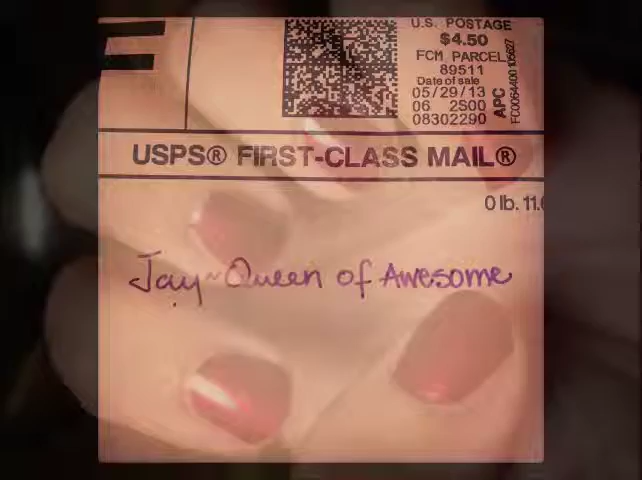 U.S. POSTAGE
$4.50
FCM PARCEL
89511
Date of sale
05/29/13
06 2S00
08302290
APC
USPS® FIRST-CLASS MAIL®
0 lb. 11.
Jay~Queen of Awesome